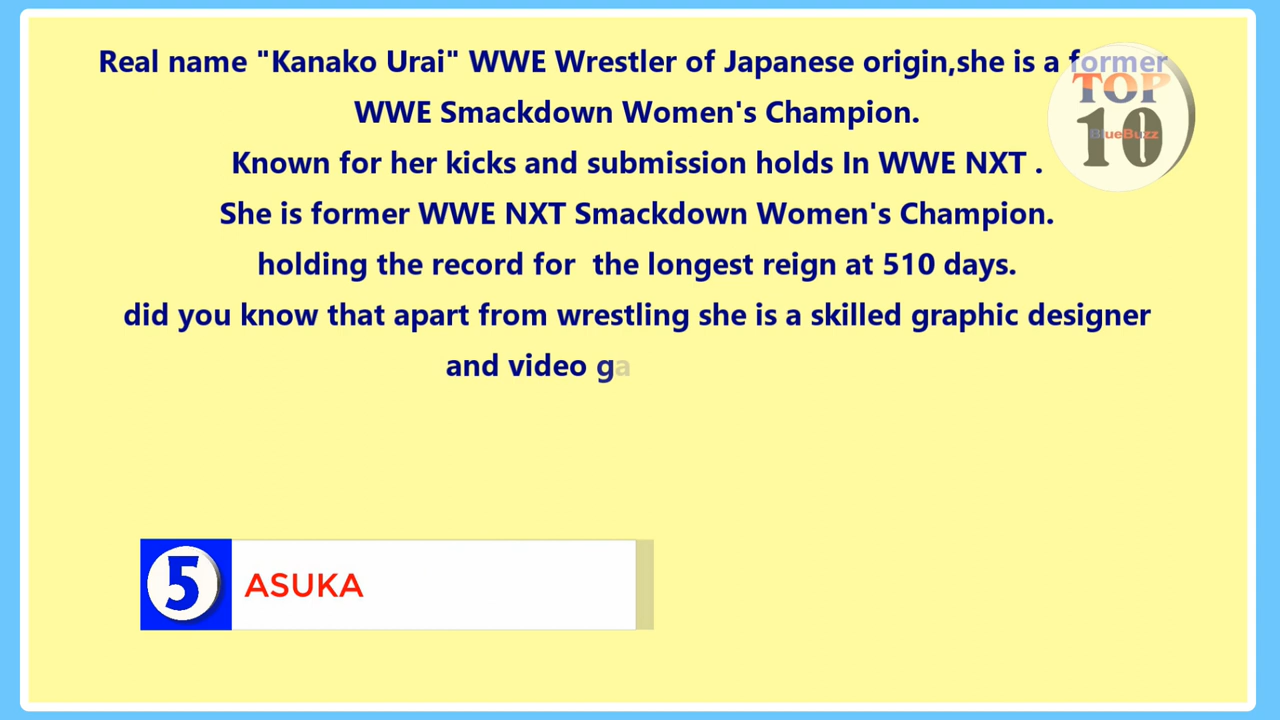 Real name "Kanako Urai" WWE Wrestler of Japanese origin,she is a former
WWE Smackdown Women's Champion.
Known for her kicks and submission holds In WWE NXT .
She is former WWE NXT Smackdown Women's Champion.
holding the record for  the longest reign at 510 days.
did you know that apart from wrestling she is a skilled graphic designer
and video ga
TOP
10
BlueBuzz
5 ASUKA